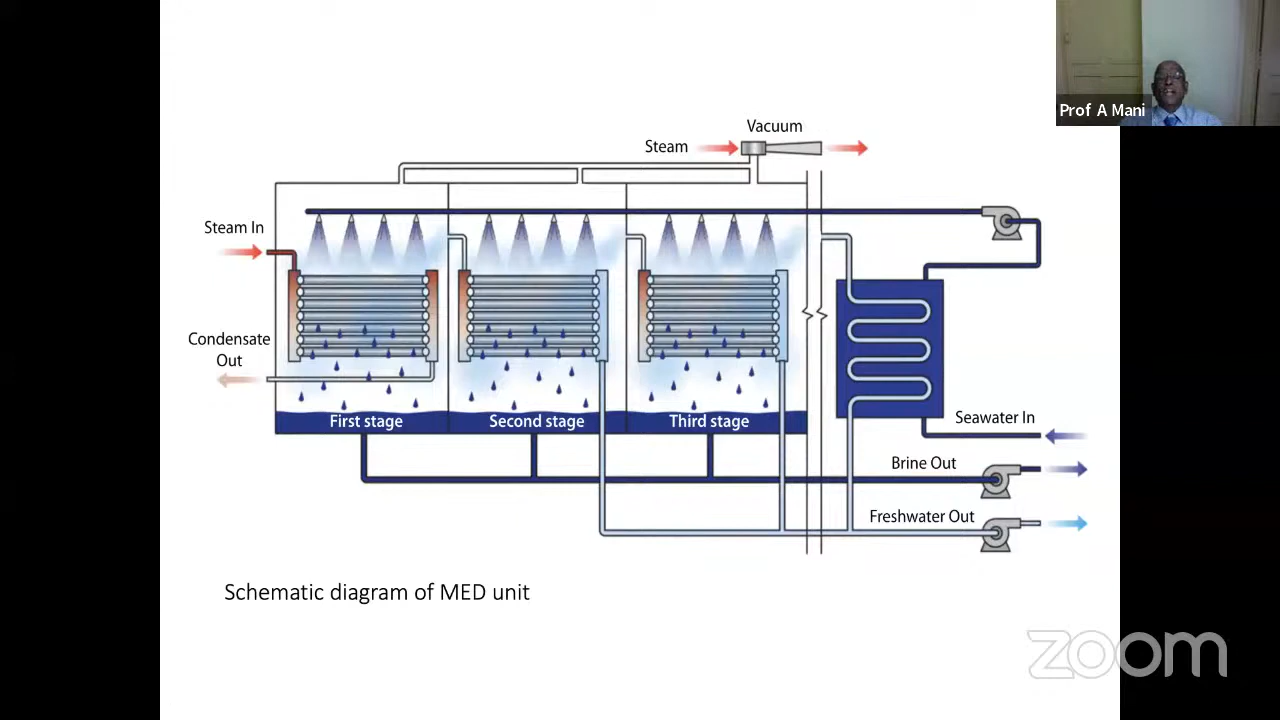 Prof A Mani
Vacuum
Steam
Steam In
Condensate
Out
First stage
Second stage
Third stage
Seawater In
Brine Out
Freshwater Out
Schematic diagram of MED unit
zoom